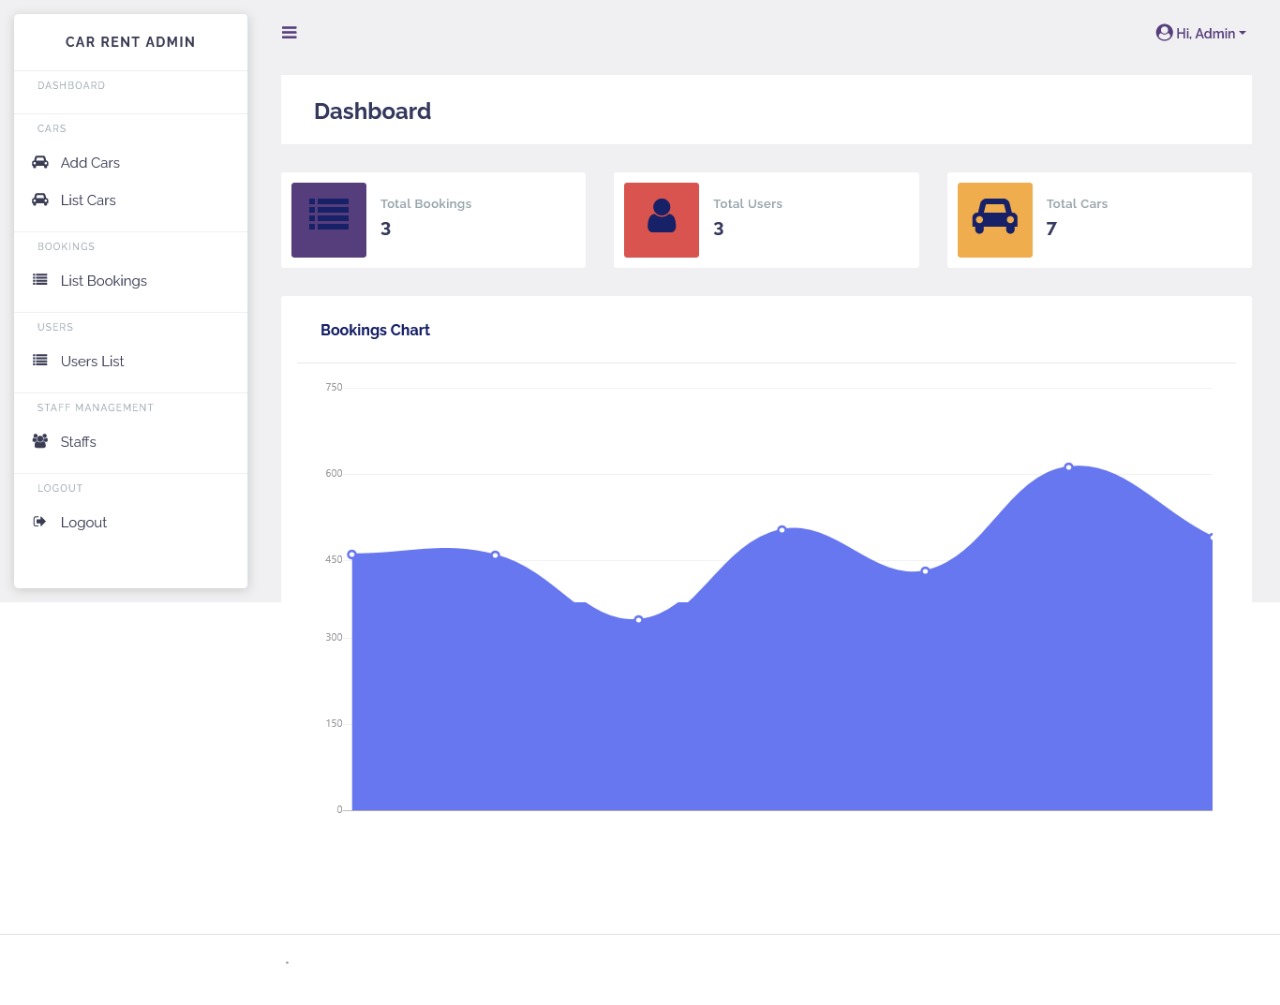 CAR RENT ADMIN
DASHBOARD
CARS
Add Cars
List Cars
BOOKINGS
List Bookings
USERS
Users List
STAFF MANAGEMENT
Staffs
LOGOUT
Logout
Hi, Admin
Dashboard
Total Bookings
3
Total Users
3
Total Cars
7
Bookings Chart
750
600
450
300
150
0